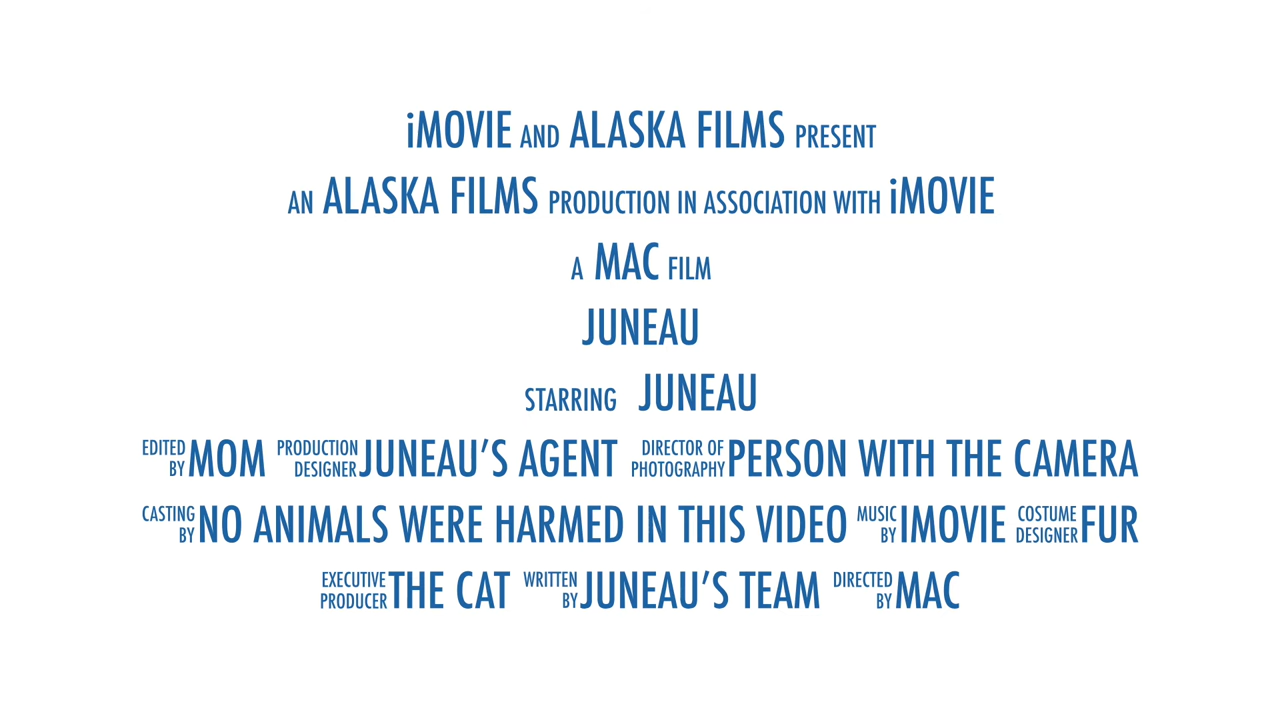 iMOVIE AND ALASKA FILMS PRESENT
AN ALASKA FILMS PRODUCTION IN ASSOCIATION WITH iMOVIE
A MAC FILM
JUNEAU
STARRING JUNEAU
EDITED BY MOM PRODUCTION DESIGNER JUNEAU’S AGENT DIRECTOR OF PHOTOGRAPHY PERSON WITH THE CAMERA
CASTING BY NO ANIMALS WERE HARMED IN THIS VIDEO MUSIC BY IMOVIE COSTUME DESIGNER FUR
EXECUTIVE PRODUCER THE CAT WRITTEN BY JUNEAU’S TEAM DIRECTED BY MAC